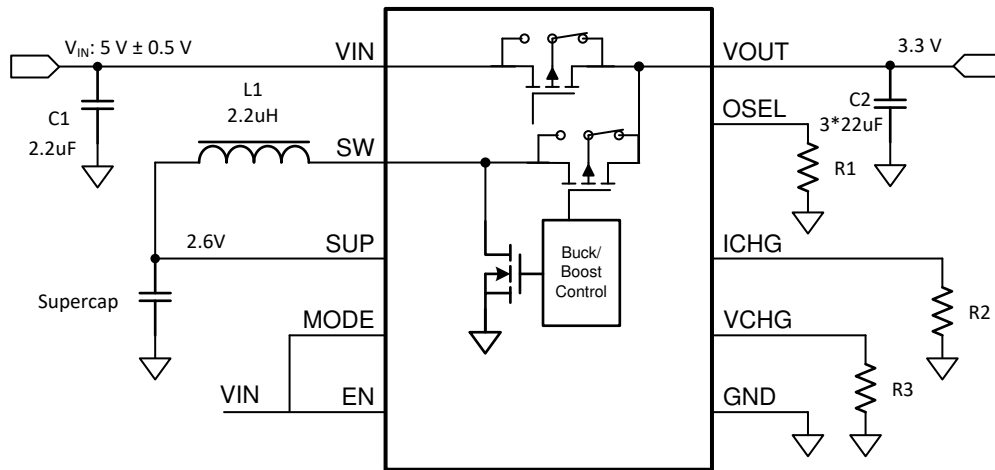 V_IN: 5 V ± 0.5 V
VIN
VOUT
3.3 V
C1
2.2uF
L1
2.2uH
OSEL
C2
3*22uF
SW
R1
2.6V
SUP
ICHG
Buck/
Boost
Control
Supercap
R2
MODE
VCHG
VIN
EN
GND
R3